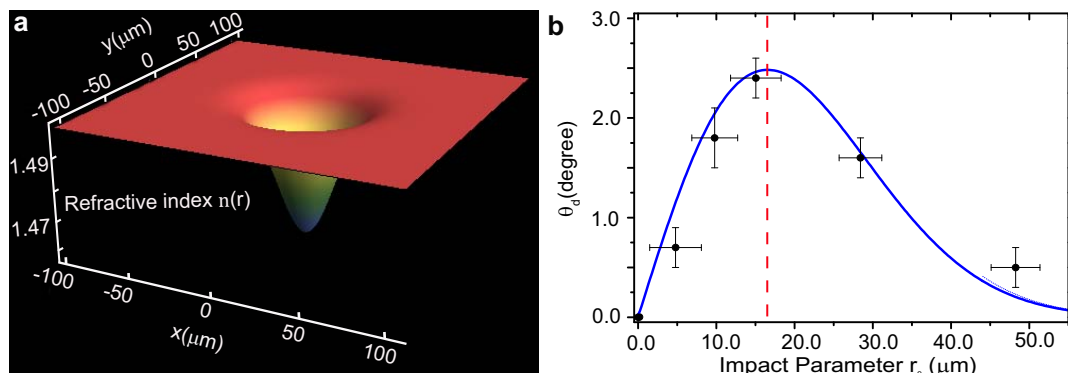 a
y(μm)
-100
-50
0
50
100
1.49
1.47
Refractive index n(r)
-100
-50
0
50
100
x(μm)
b
3.0
2.0
1.0
0.0
θd(degree)
0.0 10.0 20.0 30.0 40.0 50.0
Impact Parameter r (μm)